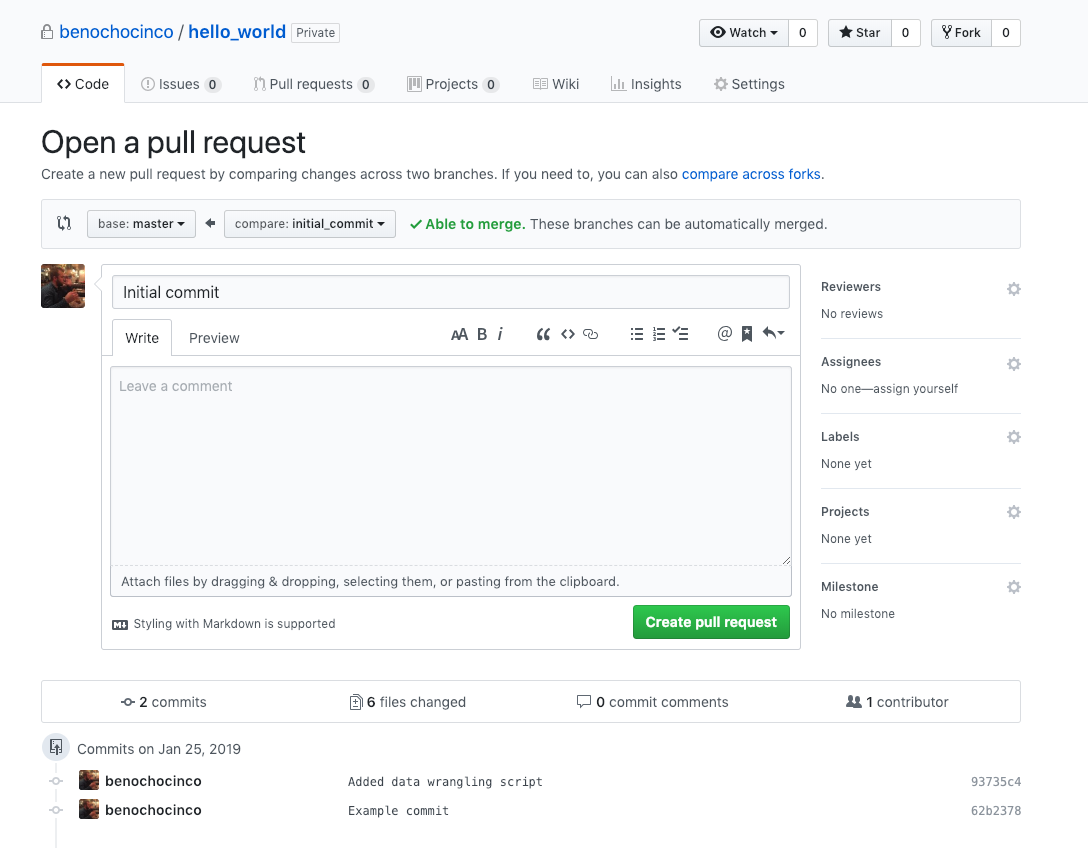 benochocinco / hello_world Private
Watch 0 Star 0 Fork 0
Code Issues 0 Pull requests 0 Projects 0 Wiki Insights Settings
Open a pull request
Create a new pull request by comparing changes across two branches. If you need to, you can also compare across forks.
base: master compare: initial_commit Able to merge. These branches can be automatically merged.
Initial commit
Write Preview AA B i @
Leave a comment
Attach files by dragging & dropping, selecting them, or pasting from the clipboard.
Styling with Markdown is supported
Create pull request
Reviewers
No reviews
Assignees
No one—assign yourself
Labels
None yet
Projects
None yet
Milestone
No milestone
2 commits 6 files changed 0 commit comments 1 contributor
Commits on Jan 25, 2019
benochocinco Added data wrangling script 93735c4
benochocinco Example commit 62b2378